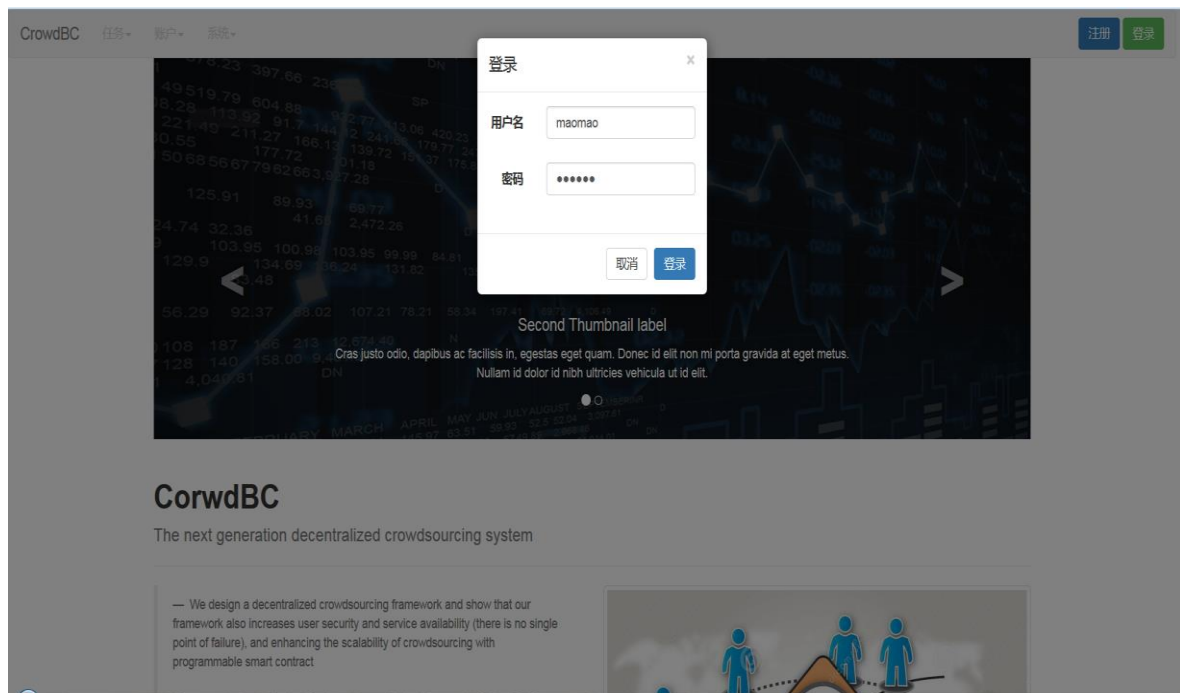 CrowdBC 任务 账户 系统 注册 登录
登录 x
用户名 maomao
密码 ••••••
取消 登录
< >
Second Thumbnail label
Cras justo odio, dapibus ac facilisis in, egestas eget quam. Donec id elit non mi porta gravida at eget metus.
Nullam id dolor id nibh ultricies vehicula ut id elit.
CorwdBC
The next generation decentralized crowdsourcing system
— We design a decentralized crowdsourcing framework and show that our
framework also increases user security and service availability (there is no single
point of failure), and enhancing the scalability of crowdsourcing with
programmable smart contract